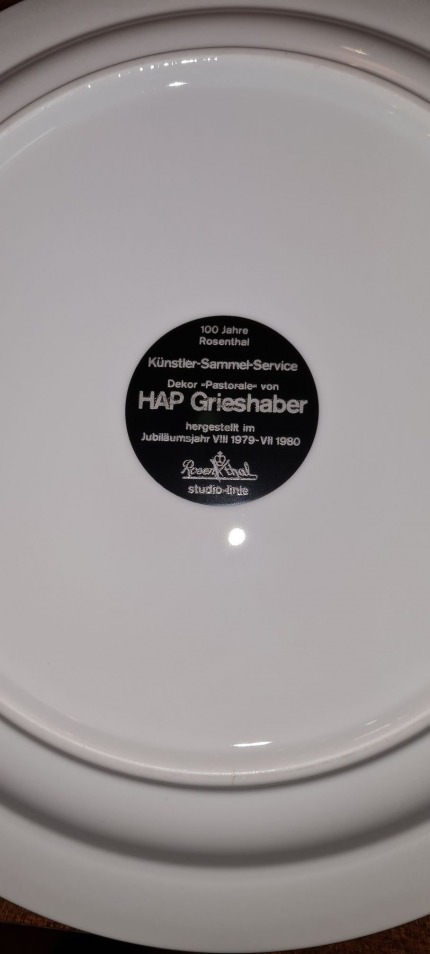 100 Jahre
Rosenthal
Künstler-Sammel-Service
Dekor »Pastorale« von
HAP Grieshaber
hergestellt im
Jubiläumsjahr VIII 1979-VII 1980
Rosenthal
studio-linie